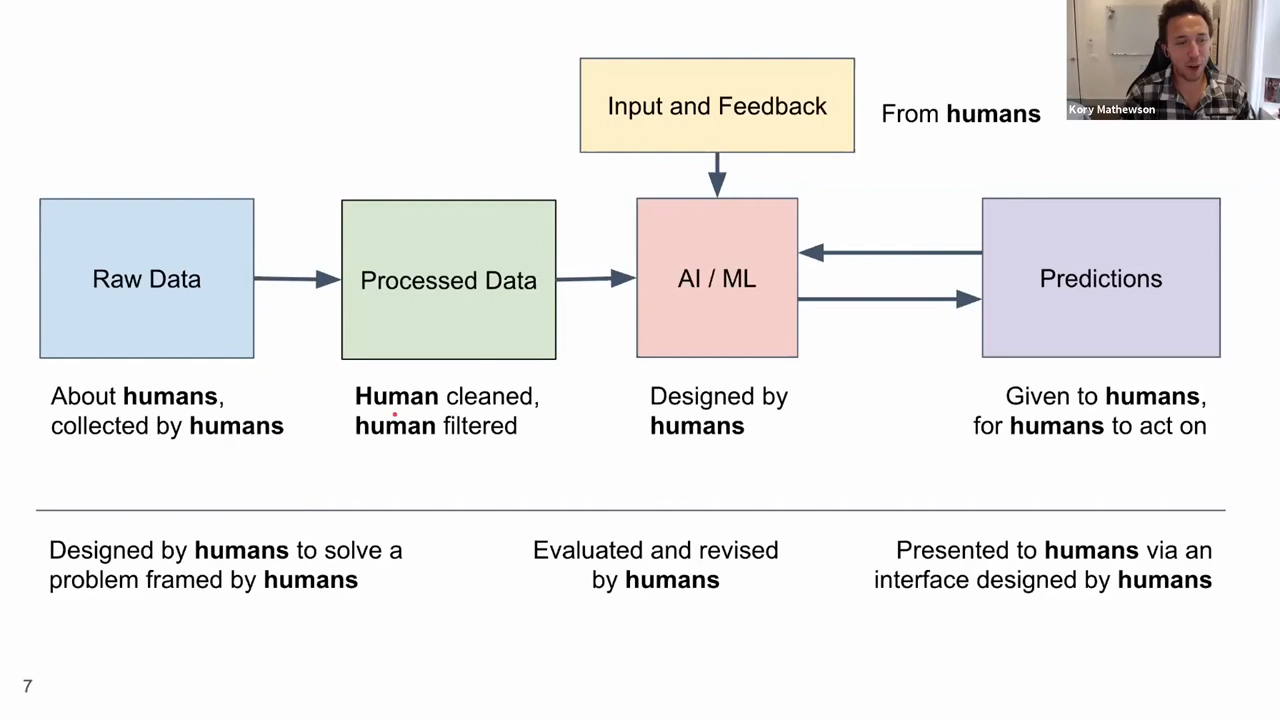 Input and Feedback
From humans
Kory Mathewson
Raw Data
Processed Data
AI / ML
Predictions
About humans,
collected by humans
Human cleaned,
human filtered
Designed by
humans
Given to humans,
for humans to act on
Designed by humans to solve a
problem framed by humans
Evaluated and revised
by humans
Presented to humans via an
interface designed by humans
7